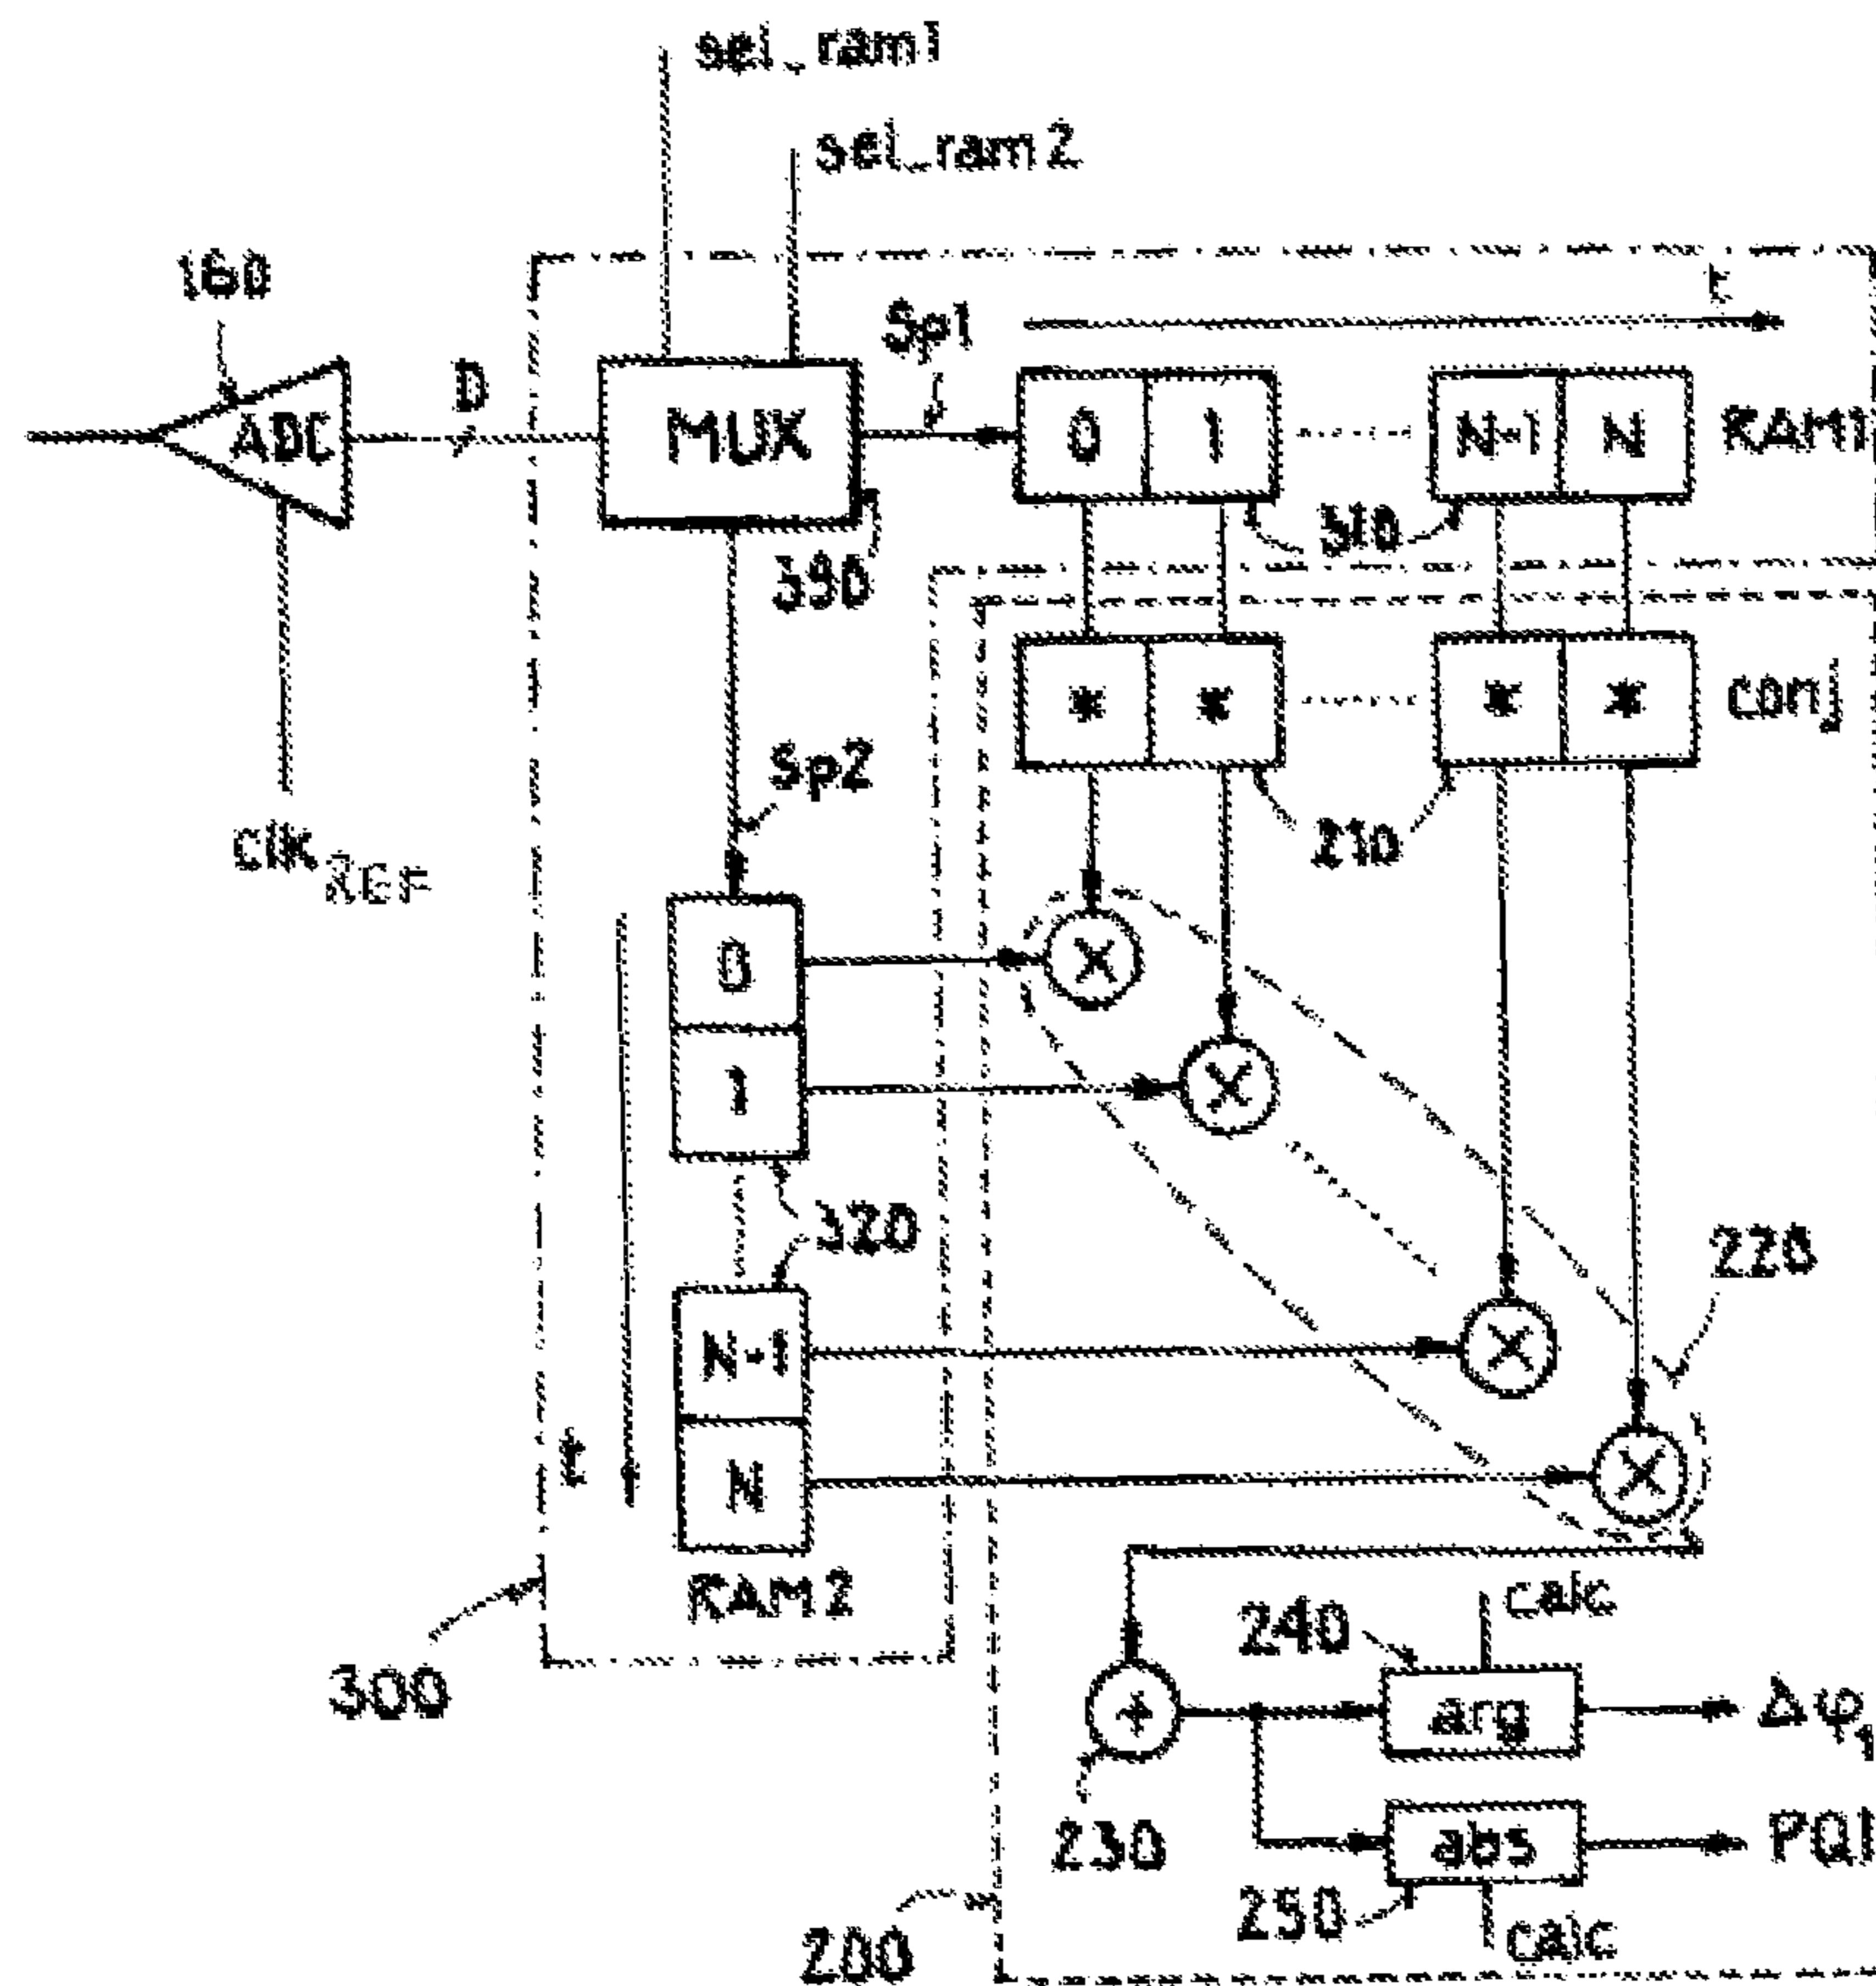 sel_ram1
sel_ram2
160
t
Sp1
D
ADC
MUX
0 1 N-1 N RAM1
310
390
* * * * conj
Sp2
210
clk REF
0
1
320
220
N-1
t
N
RAM2
calc
240
300
+
arg
Δφ
230
abs
PQI
250
200
calc